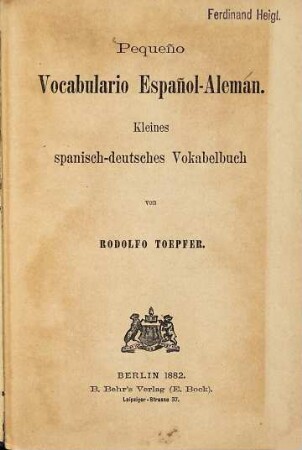 Ferdinand Heigl.
Pequeño
Vocabulario Español-Aleman.
Kleines
spanisch-deutsches Vokabelbuch
von
RODOLFO TOEPFER.
BERLIN 1882.
B. Behr's Verlag (E. Bock).
Leipziger-Strasse 37.